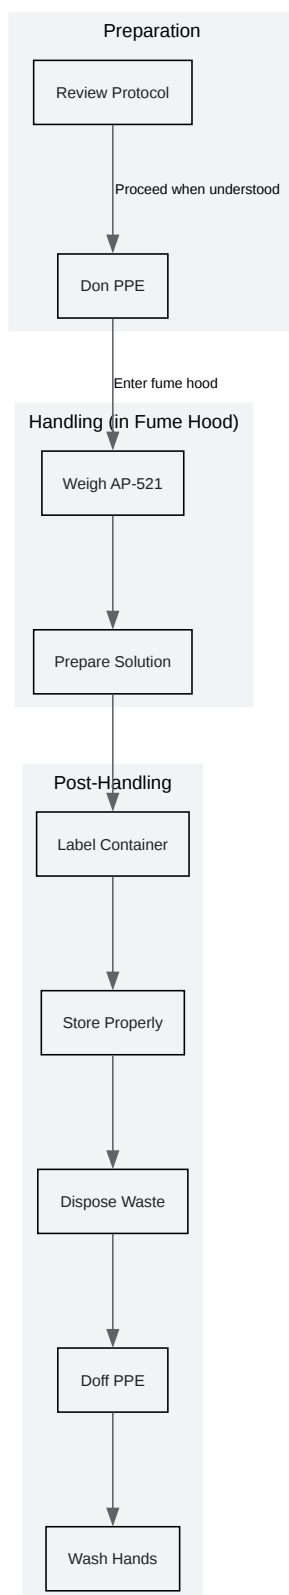 Preparation
Review Protocol
Proceed when understood
Don PPE
Enter fume hood
Handling (in Fume Hood)
Weigh AP-521
Prepare Solution
Post-Handling
Label Container
Store Properly
Dispose Waste
Doff PPE
Wash Hands